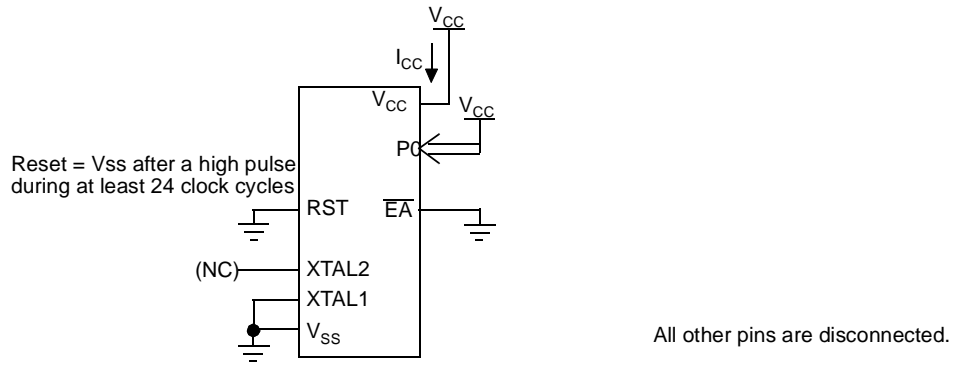 VCC
ICC
VCC
VCC
P0
Reset = Vss after a high pulse
during at least 24 clock cycles
RST
EA
(NC)
XTAL2
XTAL1
VSS
All other pins are disconnected.